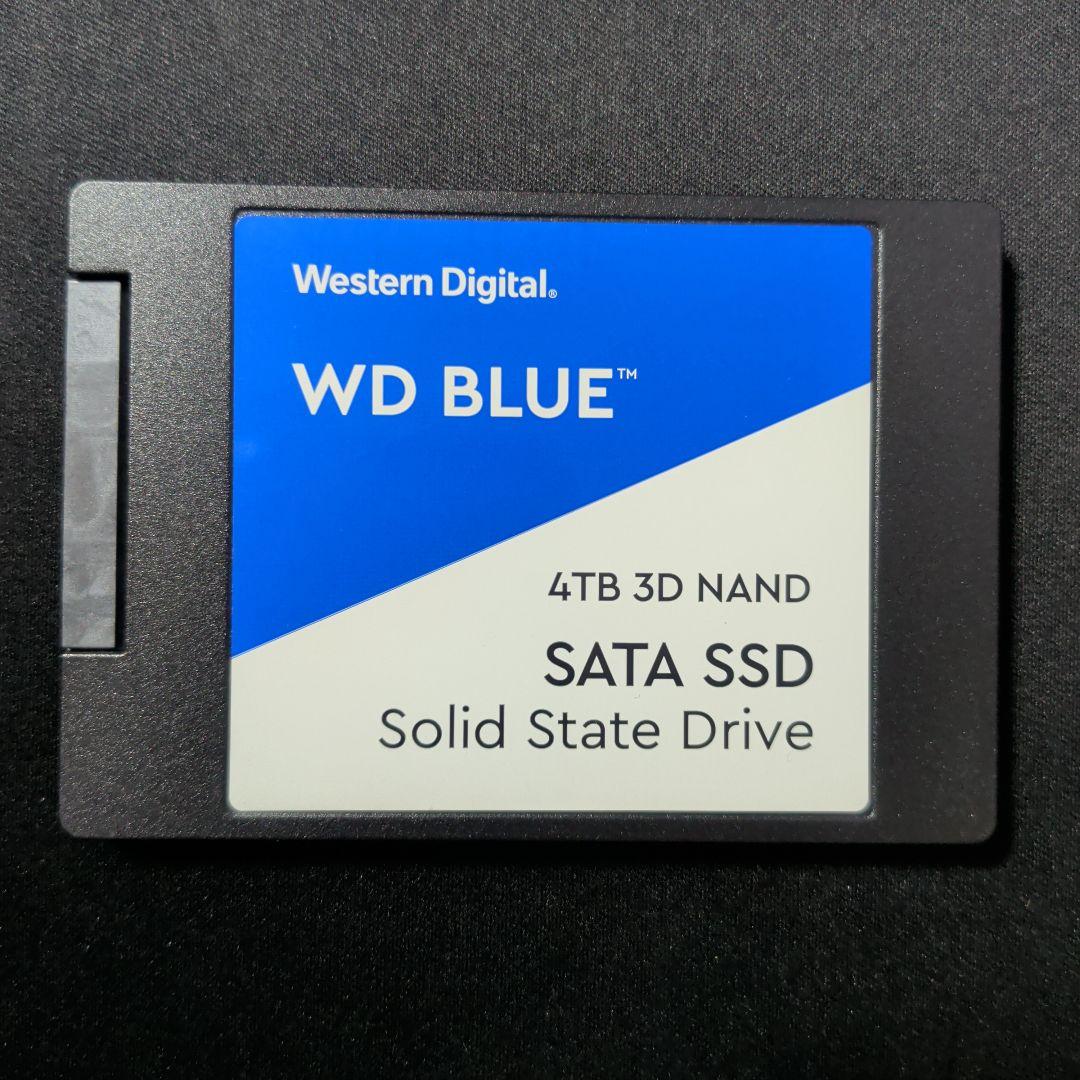 Western Digital®
WD BLUE™
4TB 3D NAND
SATA SSD
Solid State Drive